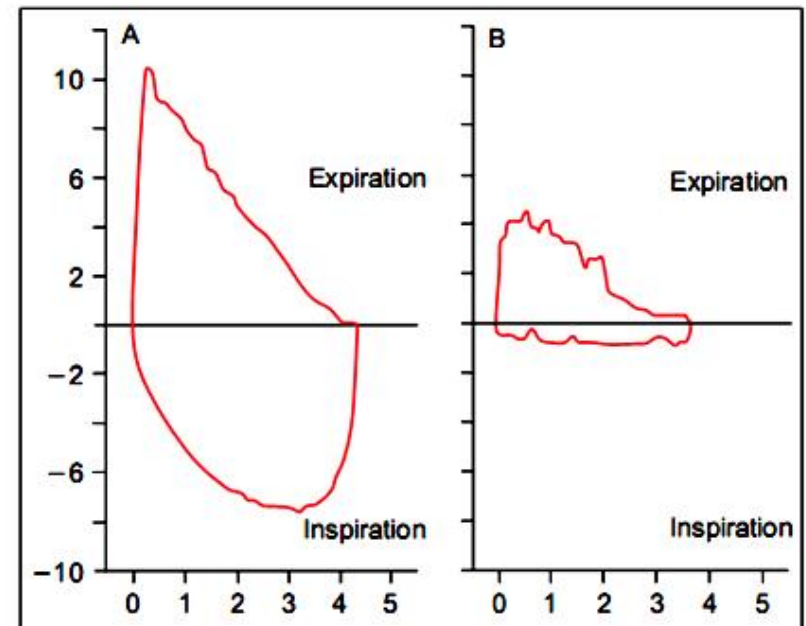 A
B
10
6
2
−2
−6
−10
Expiration
Expiration
Inspiration
Inspiration
0 1 2 3 4 5
0 1 2 3 4 5